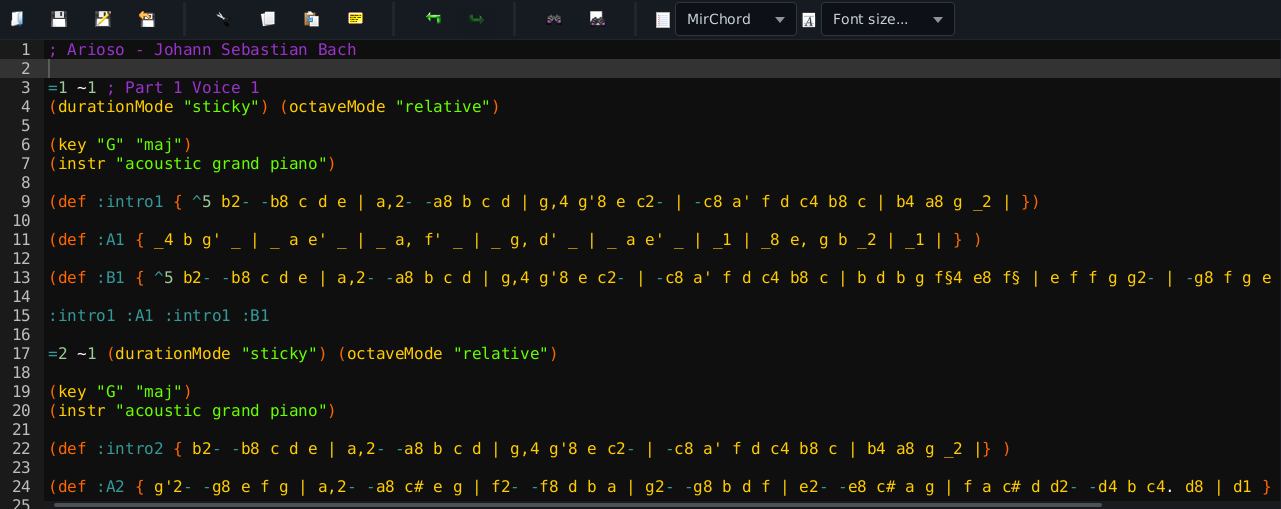 MirChord Font size...
1 ; Arioso - Johann Sebastian Bach
2
3 =1 ~1 ; Part 1 Voice 1
4 (durationMode "sticky") (octaveMode "relative")
5
6 (key "G" "maj")
7 (instr "acoustic grand piano")
8
9 (def :intro1 { ^5 b2- -b8 c d e | a,2- -a8 b c d | g,4 g'8 e c2- | -c8 a' f d c4 b8 c | b4 a8 g _2 | })
10
11 (def :A1 { _4 b g' _ | _ a e' _ | _ a, f' _ | _ g, d' _ | _ a e' _ | _1 | _8 e, g b _2 | _1 | } )
12
13 (def :B1 { ^5 b2- -b8 c d e | a,2- -a8 b c d | g,4 g'8 e c2- | -c8 a' f d c4 b8 c | b d b g f§4 e8 f§ | e f f g g2- | -g8 f g e
14
15 :intro1 :A1 :intro1 :B1
16
17 =2 ~1 (durationMode "sticky") (octaveMode "relative")
18
19 (key "G" "maj")
20 (instr "acoustic grand piano")
21
22 (def :intro2 { b2- -b8 c d e | a,2- -a8 b c d | g,4 g'8 e c2- | -c8 a' f d c4 b8 c | b4 a8 g _2 |} )
23
24 (def :A2 { g'2- -g8 e f g | a,2- -a8 c# e g | f2- -f8 d b a | g2- -g8 b d f | e2- -e8 c# a g | f a c# d d2- -d4 b c4. d8 | d1 }
25